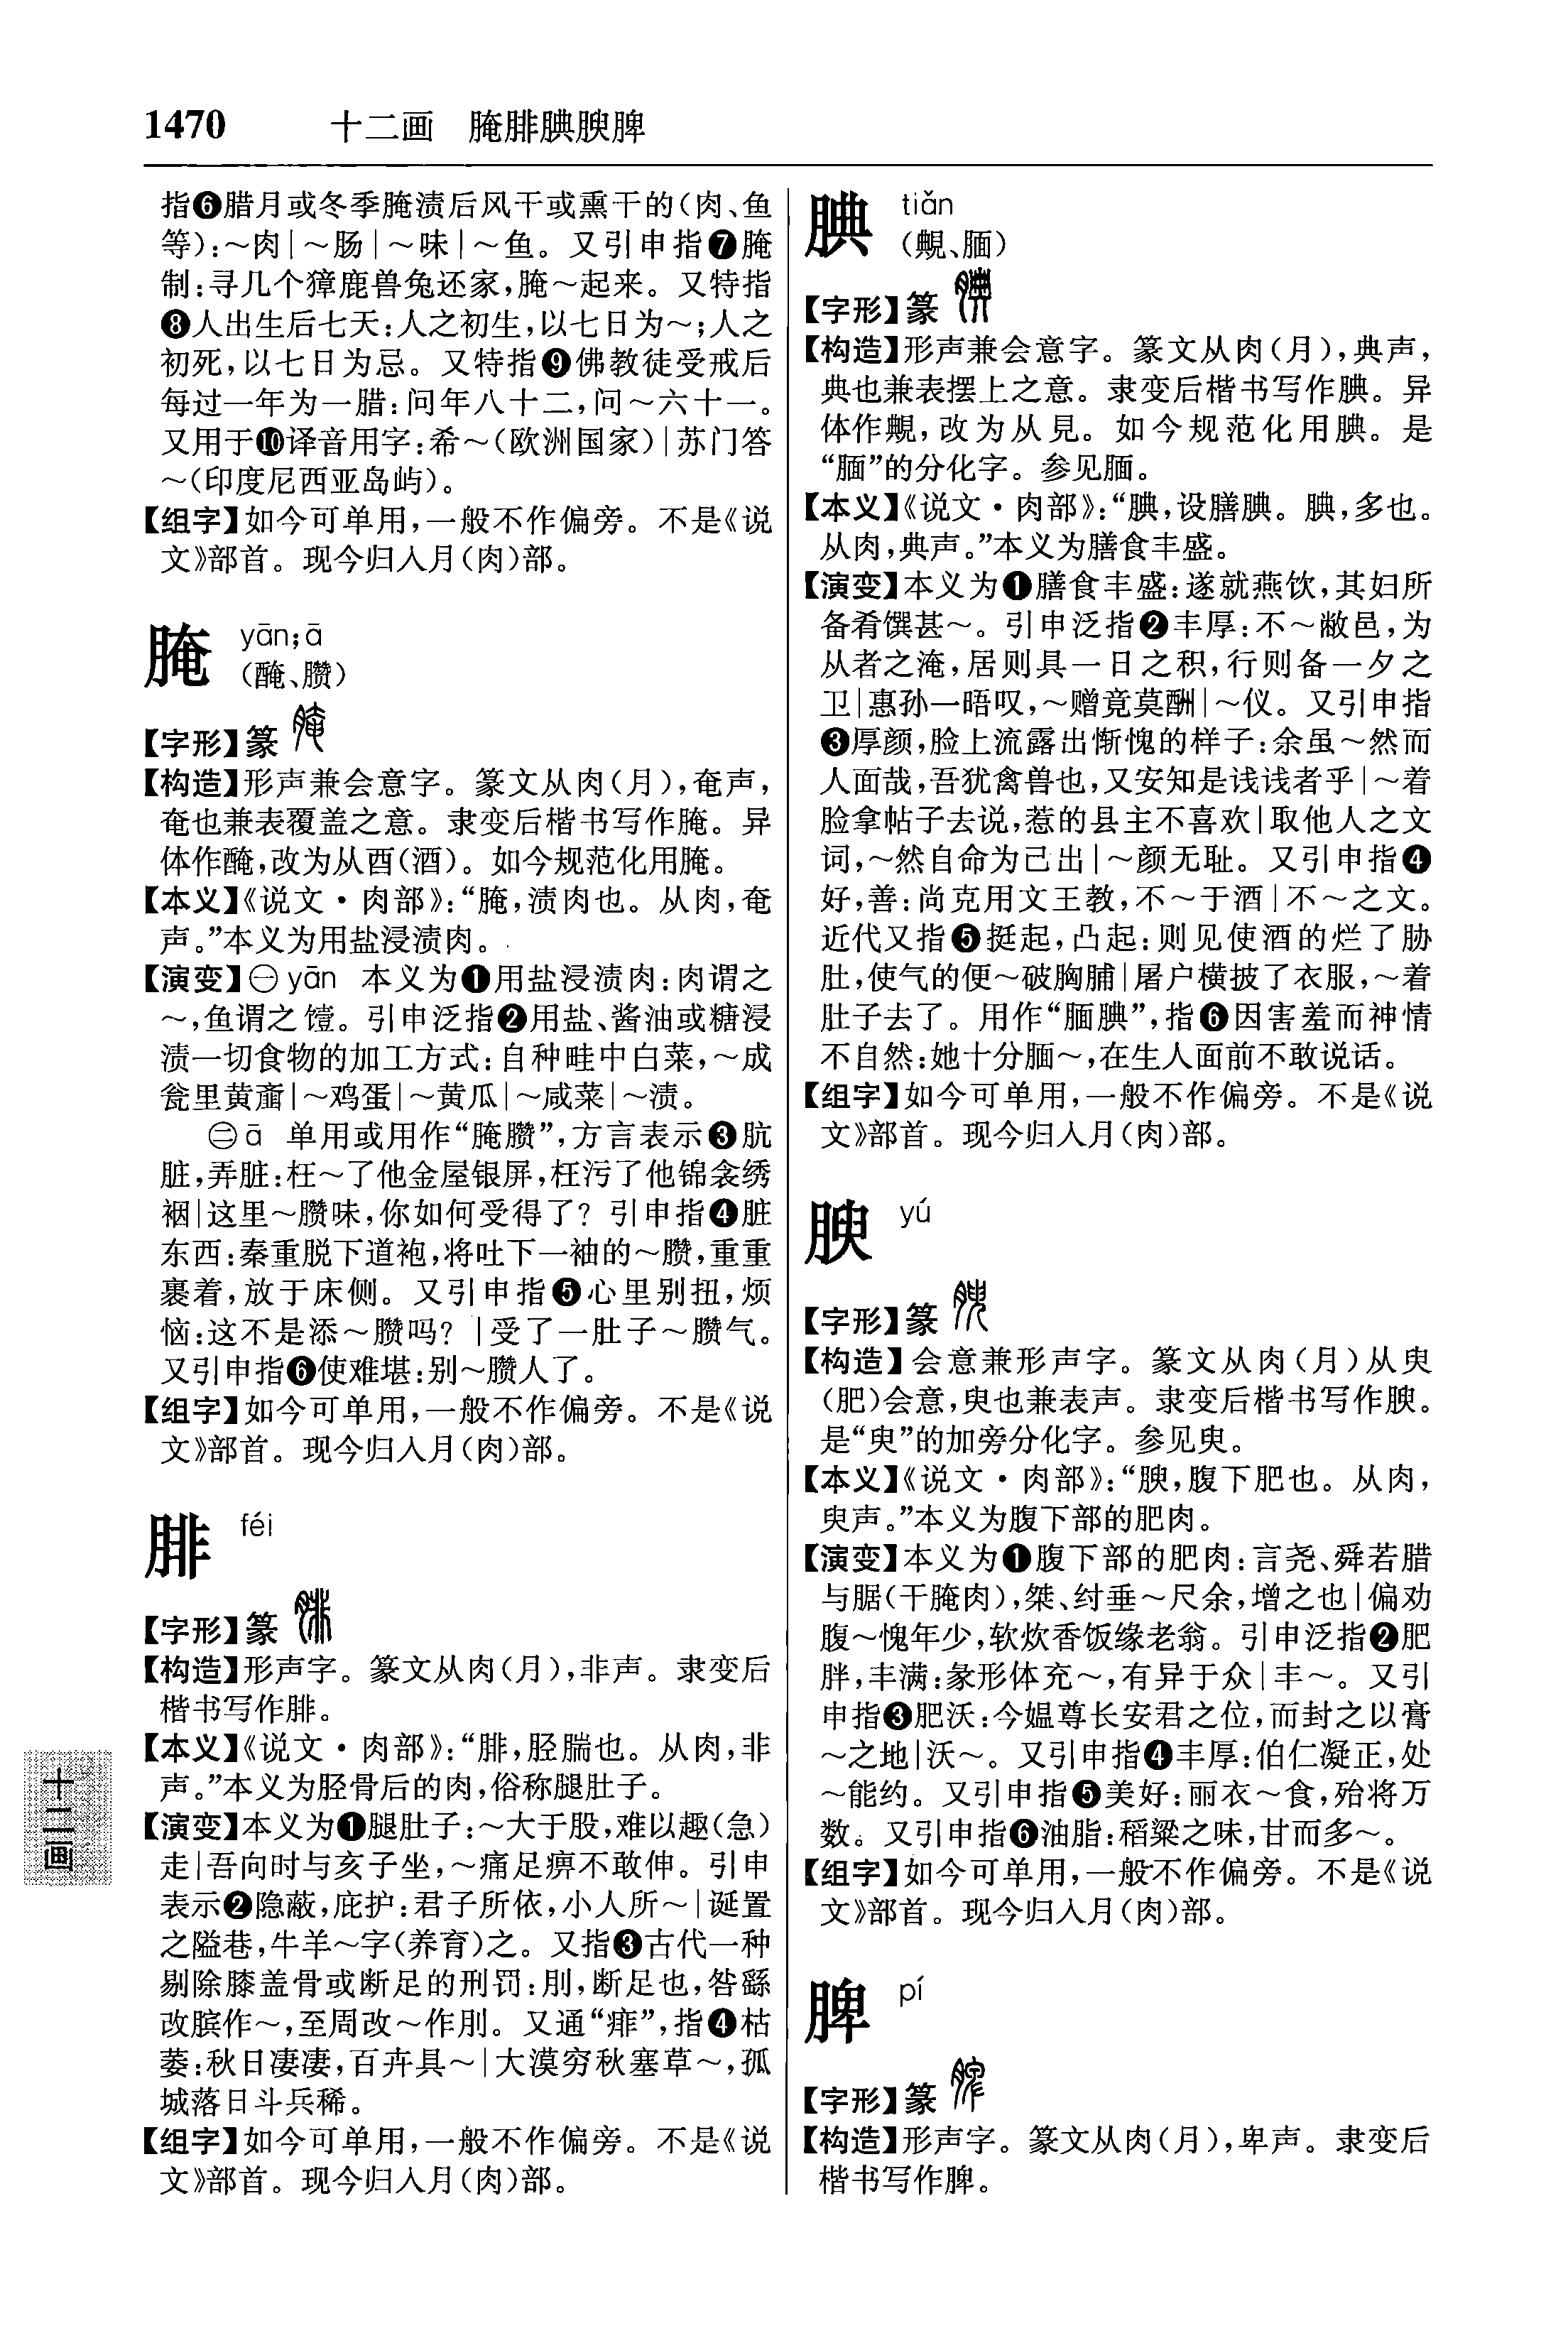 1470 十二画 腌腓腆腴脾
指❻腊月或冬季腌渍后风干或熏干的(肉、鱼
等):～肉|～肠|～味|～鱼。又引申指❼腌
制:寻几个獐鹿兽兔还家,腌～起来。又特指
❽人出生后七天:人之初生,以七日为～;人之
初死,以七日为忌。又特指❾佛教徒受戒后
每过一年为一腊:问年八十二,问～六十一。
又用于❿译音用字:希～(欧洲国家)|苏门答
～(印度尼西亚岛屿)。
【组字】如今可单用,一般不作偏旁。不是《说
文》部首。现今归入月(肉)部。
腌 yān;ā
(醃、臜)
【字形】篆
【构造】形声兼会意字。篆文从肉(月),奄声,
奄也兼表覆盖之意。隶变后楷书写作腌。异
体作醃,改为从酉(酒)。如今规范化用腌。
【本义】《说文·肉部》:“腌,渍肉也。从肉,奄
声。”本义为用盐浸渍肉。
【演变】㊀yān 本义为❶用盐浸渍肉:肉谓之
～,鱼谓之饐。引申泛指❷用盐、酱油或糖浸
渍一切食物的加工方式:自种畦中白菜,～成
瓮里黄齑|～鸡蛋|～黄瓜|～咸菜|～渍。
㊁ā 单用或用作“腌臜”,方言表示❸肮
脏,弄脏:枉～了他金屋银屏,枉污了他锦衾绣
裀|这里～臜味,你如何受得了? 引申指❹脏
东西:秦重脱下道袍,将吐下一袖的～臜,重重
裹着,放于床侧。又引申指❺心里别扭,烦
恼:这不是添～臜吗? |受了一肚子～臜气。
又引申指❻使难堪:别～臜人了。
【组字】如今可单用,一般不作偏旁。不是《说
文》部首。现今归入月(肉)部。
腓 féi
【字形】篆
【构造】形声字。篆文从肉(月),非声。隶变后
楷书写作腓。
【本义】《说文·肉部》:“腓,胫腨也。从肉,非
声。”本义为胫骨后的肉,俗称腿肚子。
【演变】本义为❶腿肚子:～大于股,难以趣(急)
走|吾向时与亥子坐,～痛足痹不敢伸。引申
表示❷隐蔽,庇护:君子所依,小人所～|诞置
之隘巷,牛羊～字(养育)之。又指❸古代一种
剔除膝盖骨或断足的刑罚:刖,断足也,咎繇
改膑作～,至周改～作刖。又通“痱”,指❹枯
萎:秋日凄凄,百卉具～|大漠穷秋塞草～,孤
城落日斗兵稀。
【组字】如今可单用,一般不作偏旁。不是《说
文》部首。现今归入月(肉)部。
腆 tiǎn
(覥、腼)
【字形】篆
【构造】形声兼会意字。篆文从肉(月),典声,
典也兼表摆上之意。隶变后楷书写作腆。异
体作覥,改为从見。如今规范化用腆。是
“腼”的分化字。参见腼。
【本义】《说文·肉部》:“腆,设膳腆。腆,多也。
从肉,典声。”本义为膳食丰盛。
【演变】本义为❶膳食丰盛:遂就燕饮,其妇所
备肴馔甚～。引申泛指❷丰厚:不～敝邑,为
从者之淹,居则具一日之积,行则备一夕之
卫|惠孙一晤叹,～赠竟莫酬|～仪。又引申指
❸厚颜,脸上流露出惭愧的样子:余虽～然而
人面哉,吾犹禽兽也,又安知是诐诐者乎|～着
脸拿帖子去说,惹的县主不喜欢|取他人之文
词,～然自命为己出|～颜无耻。又引申指❹
好,善:尚克用文王教,不～于酒|不～之文。
近代又指❺挺起,凸起:则见使酒的烂了胁
肚,使气的便～破胸脯|屠户横披了衣服,～着
肚子去了。用作“腼腆”,指❻因害羞而神情
不自然:她十分腼～,在生人面前不敢说话。
【组字】如今可单用,一般不作偏旁。不是《说
文》部首。现今归入月(肉)部。
腴 yú
【字形】篆
【构造】会意兼形声字。篆文从肉(月)从臾
(肥)会意,臾也兼表声。隶变后楷书写作腴。
是“臾”的加旁分化字。参见臾。
【本义】《说文·肉部》:“腴,腹下肥也。从肉,
臾声。”本义为腹下部的肥肉。
【演变】本义为❶腹下部的肥肉:言尧、舜若腊
与腒(干腌肉),桀、纣垂～尺余,增之也|偏劝
腹～愧年少,软炊香饭缘老翁。引申泛指❷肥
胖,丰满:彖形体充～,有异于众|丰～。又引
申指❸肥沃:今媪尊长安君之位,而封之以膏
～之地|沃～。又引申指❹丰厚:伯仁凝正,处
～能约。又引申指❺美好:丽衣～食,殆将万
数。又引申指❻油脂:稻粱之味,甘而多～。
【组字】如今可单用,一般不作偏旁。不是《说
文》部首。现今归入月(肉)部。
脾 pí
【字形】篆
【构造】形声字。篆文从肉(月),卑声。隶变后
楷书写作脾。
十二画